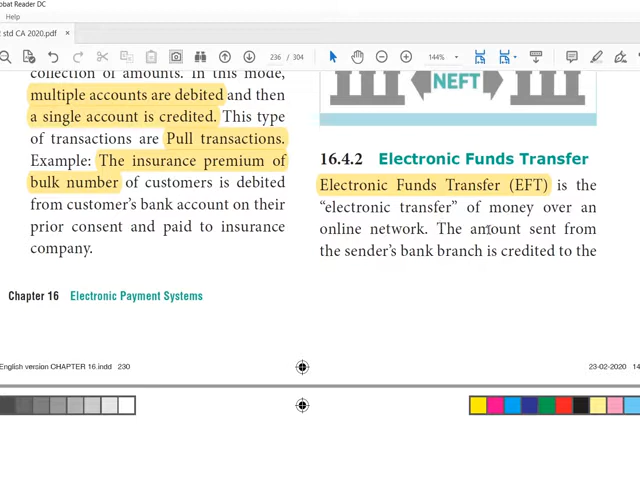 obat Reader DC
Help
std CA 2020.pdf ×
236 / 304
144%
collection of amounts. In this mode,
multiple accounts are debited and then
a single account is credited. This type
of transactions are Pull transactions.
Example: The insurance premium of
bulk number of customers is debited
from customer's bank account on their
prior consent and paid to insurance
company.
NEFT
16.4.2 Electronic Funds Transfer
Electronic Funds Transfer (EFT) is the
“electronic transfer” of money over an
online network. The amount sent from
the sender's bank branch is credited to the
Chapter 16 Electronic Payment Systems
English version CHAPTER 16.indd 230
23-02-2020 14